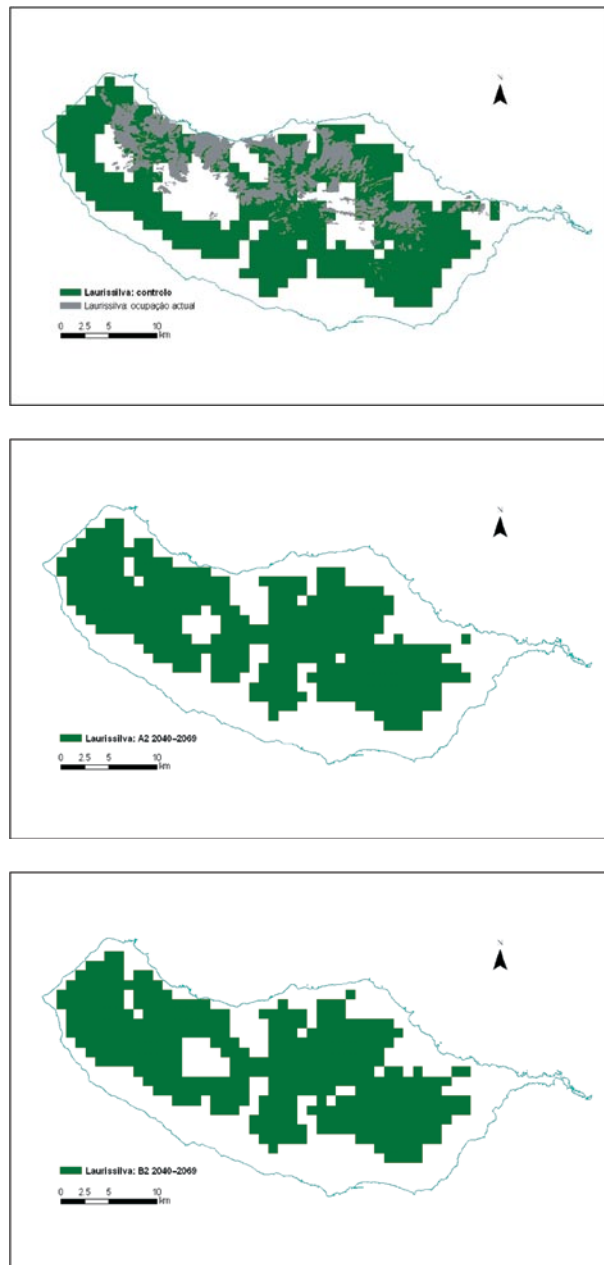 Laurissilva: controlo
Laurissilva: ocupação actual
0 2.5 5 10
km
Laurissilva: A2 2040–2069
0 2.5 5 10
km
Laurissilva: B2 2040–2069
0 2.5 5 10
km